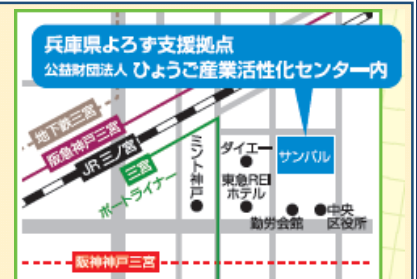 兵庫県よろず支援拠点
公益財団法人 ひょうご産業活性化センター内
地下鉄三宮
阪急神戸三宮
JR 三ノ宮
三宮
ポートライナー
ミント神戸
ダイエー
サンパル
東急REI
ホテル
勤労会館
中央
区役所
阪神神戸三宮